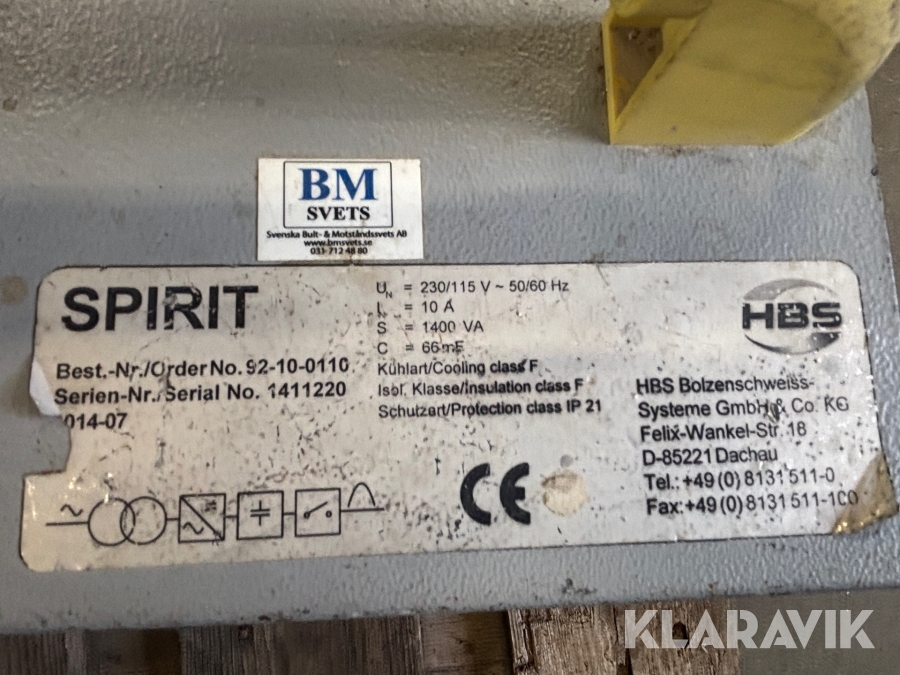 BM
SVETS
Svenska Bult- & Motståndssvets AB
www.bmsvets.se
031-712 48 80
SPIRIT
Best.-Nr./Order No. 92-10-0110
Serien-Nr./Serial No. 1411220
014-07
UN = 230/115 V ~ 50/60 Hz
I = 10 A
S = 1400 VA
C = 66mF
Kühlart/Cooling class F
Isol. Klasse/Insulation class F
Schutzart/Protection class IP 21
CE
HBS
HBS Bolzenschweiss-
Systeme GmbH & Co. KG
Felix-Wankel-Str. 18
D-85221 Dachau
Tel.: +49 (0) 8131 511-0
Fax: +49 (0) 8131 511-100
KLARAVIK